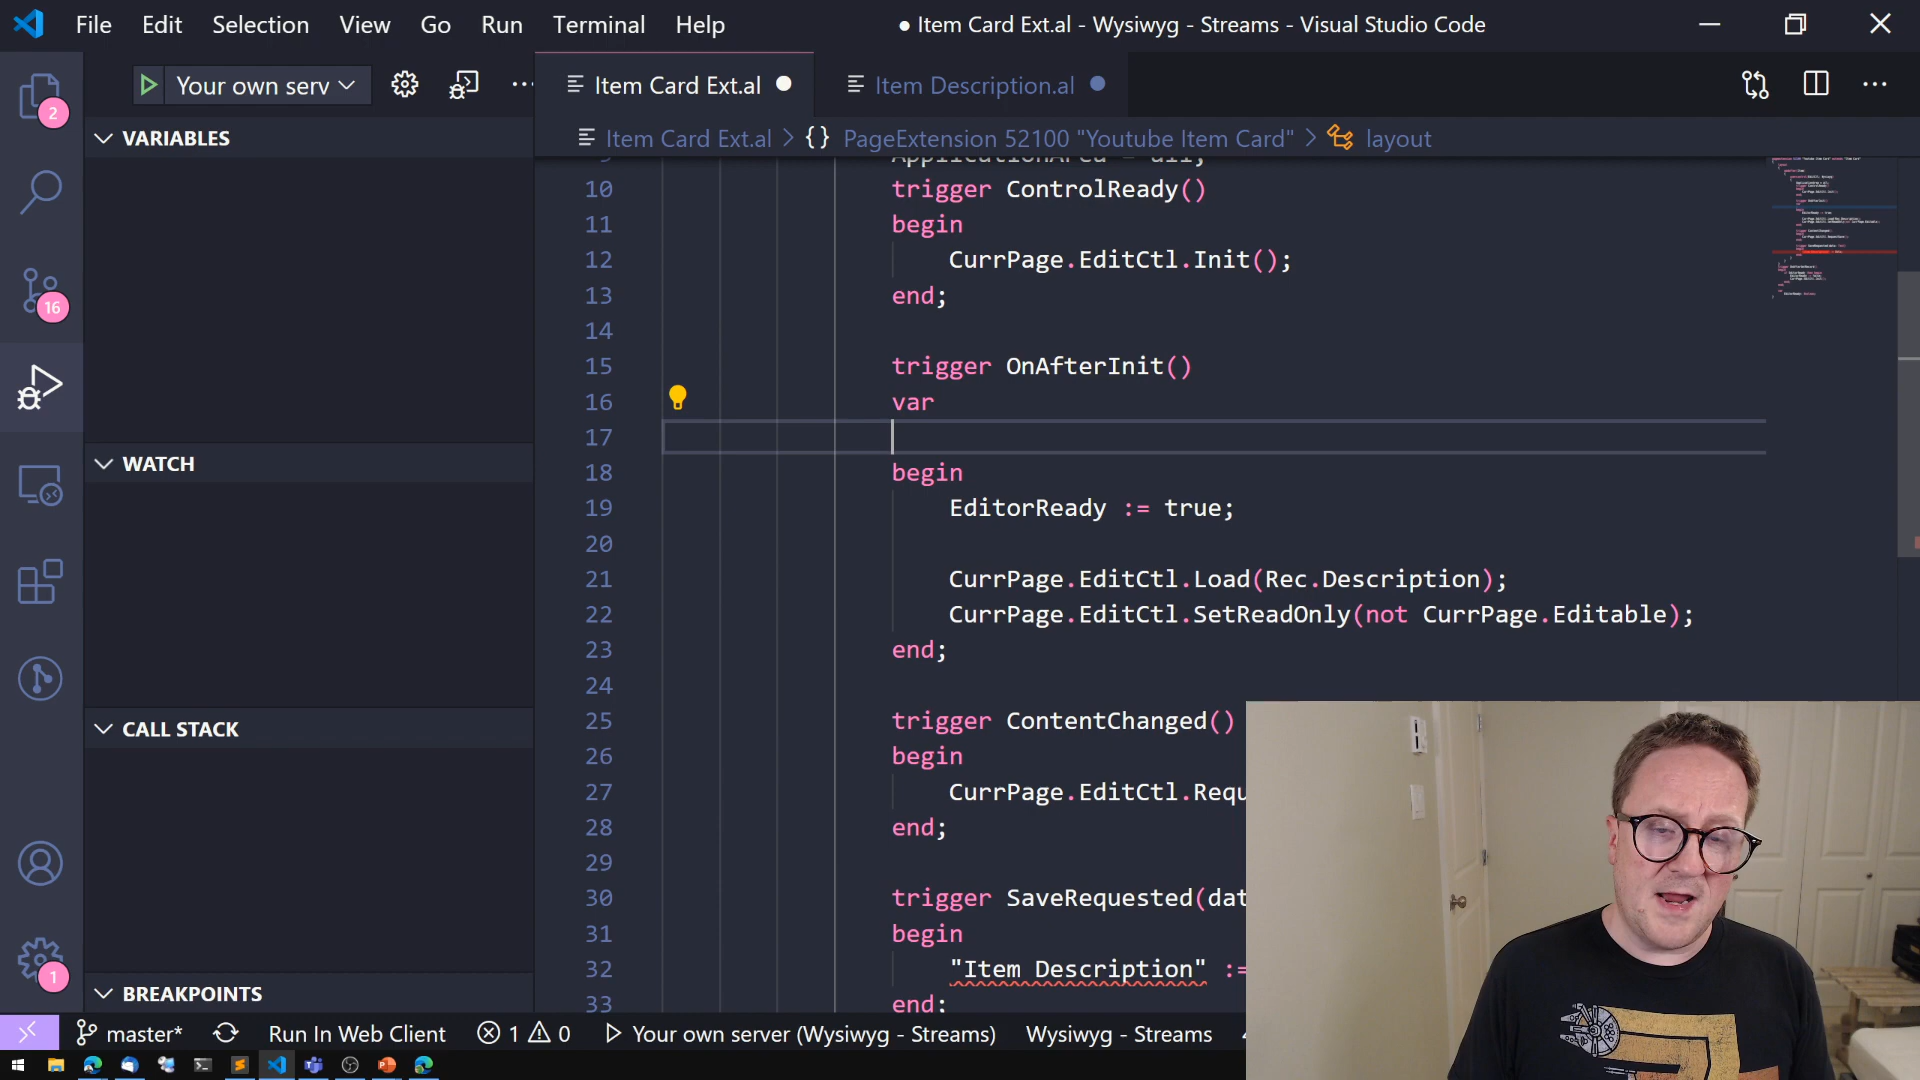 File Edit Selection View Go Run Terminal Help
● Item Card Ext.al - Wysiwyg - Streams - Visual Studio Code
Your own serv
Item Card Ext.al
Item Description.al
Item Card Ext.al > {} PageExtension 52100 "Youtube Item Card" > layout
2
16
1
VARIABLES
WATCH
CALL STACK
BREAKPOINTS
ApplicationArea = all;
10 trigger ControlReady()
11 begin
12 CurrPage.EditCtl.Init();
13 end;
14
15 trigger OnAfterInit()
16 var
17
18 begin
19 EditorReady := true;
20
21 CurrPage.EditCtl.Load(Rec.Description);
22 CurrPage.EditCtl.SetReadOnly(not CurrPage.Editable);
23 end;
24
25 trigger ContentChanged()
26 begin
27 CurrPage.EditCtl.Requ
28 end;
29
30 trigger SaveRequested(dat
31 begin
32 "Item Description" :=
33 end;
master* Run In Web Client 1 0 Your own server (Wysiwyg - Streams) Wysiwyg - Streams